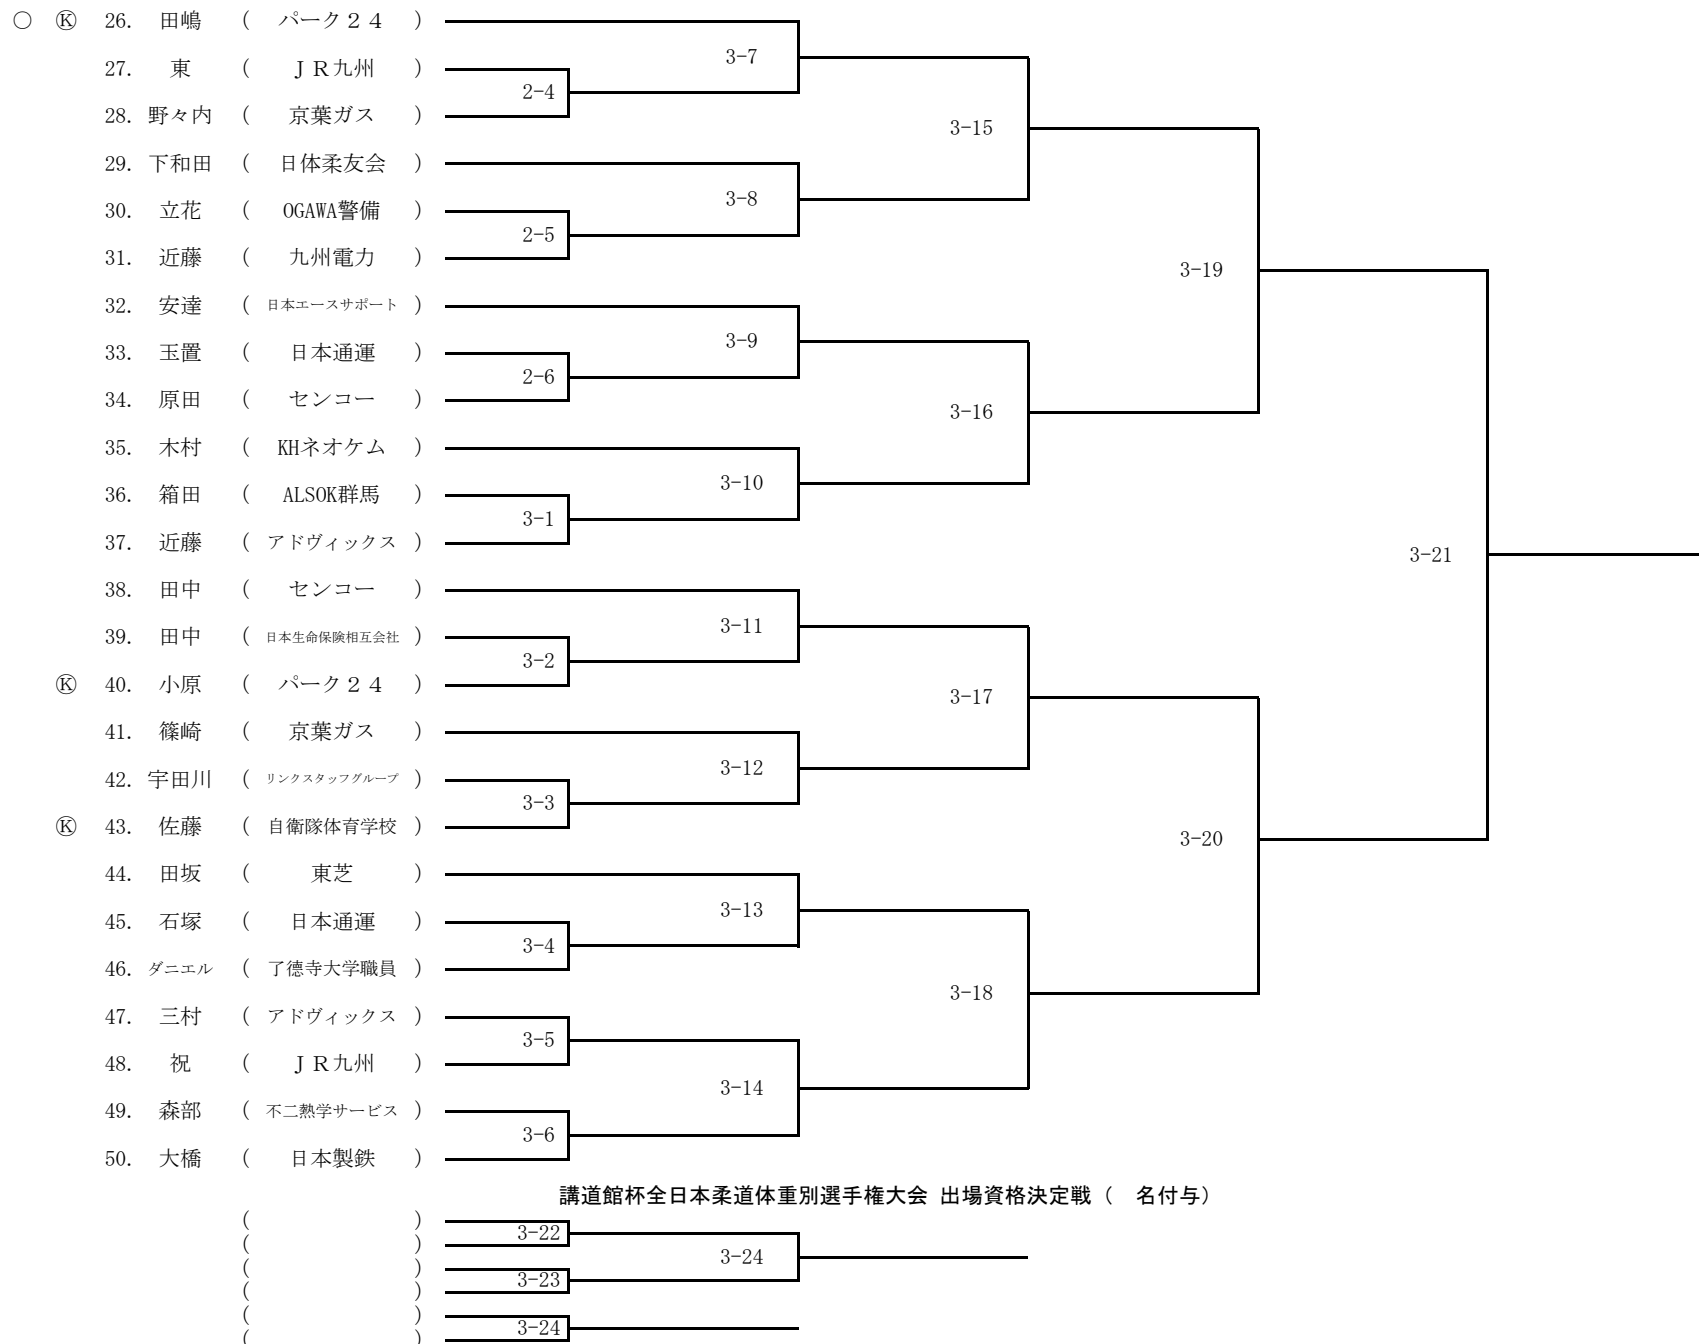 ○ Ⓚ 26. 田嶋 ( パーク２４ )
3-7
27. 東 ( ＪＲ九州 )
2-4
28. 野々内 ( 京葉ガス )
3-15
29. 下和田 ( 日体柔友会 )
3-8
30. 立花 ( OGAWA警備 )
2-5
31. 近藤 ( 九州電力 )
3-19
32. 安達 ( 日本エースサポート )
3-9
33. 玉置 ( 日本通運 )
2-6
34. 原田 ( センコー )
3-16
35. 木村 ( KHネオケム )
3-10
36. 箱田 ( ALSOK群馬 )
3-1
37. 近藤 ( アドヴィックス )
3-21
38. 田中 ( センコー )
3-11
39. 田中 ( 日本生命保険相互会社 )
3-2
Ⓚ 40. 小原 ( パーク２４ )
3-17
41. 篠崎 ( 京葉ガス )
3-12
42. 宇田川 ( リンクスタッフグループ )
3-3
Ⓚ 43. 佐藤 ( 自衛隊体育学校 )
3-20
44. 田坂 ( 東芝 )
3-13
45. 石塚 ( 日本通運 )
3-4
46. ダニエル ( 了德寺大学職員 )
3-18
47. 三村 ( アドヴィックス )
3-5
48. 祝 ( ＪＲ九州 )
3-14
49. 森部 ( 不二熱学サービス )
3-6
50. 大橋 ( 日本製鉄 )
講道館杯全日本柔道体重別選手権大会 出場資格決定戦（　名付与）
( )
3-22
( )
3-24
( )
3-23
( )
( )
3-24
( )